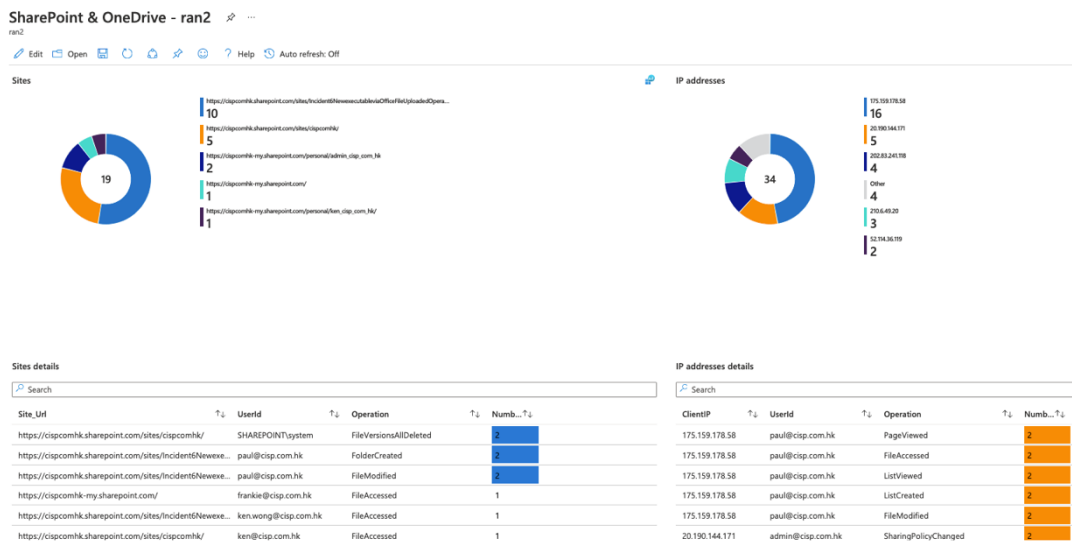 SharePoint & OneDrive - ran2
ran2
Edit Open Help Auto refresh: Off
Sites
https://cispcomhk.sharepoint.com/sites/Incident6NewexecutableviaOfficeFileUploadedOpera...
10
https://cispcomhk.sharepoint.com/sites/cispcomhk/
5
https://cispcomhk-my.sharepoint.com/personal/admin_cisp_com_hk
2
https://cispcomhk-my.sharepoint.com/
1
https://cispcomhk-my.sharepoint.com/personal/ken_cisp_com_hk/
1
19
IP addresses
175.159.178.58
16
20.190.144.171
5
202.83.241.118
4
Other
4
210.6.49.20
3
52.114.36.119
2
34
Sites details
Search
Site_Url UserId Operation Numb...
https://cispcomhk.sharepoint.com/sites/cispcomhk/ SHAREPOINT\system FileVersionsAllDeleted 2
https://cispcomhk.sharepoint.com/sites/Incident6Newexe... paul@cisp.com.hk FolderCreated 2
https://cispcomhk.sharepoint.com/sites/Incident6Newexe... paul@cisp.com.hk FileModified 2
https://cispcomhk-my.sharepoint.com/ frankie@cisp.com.hk FileAccessed 1
https://cispcomhk.sharepoint.com/sites/Incident6Newexe... ken.wong@cisp.com.hk FileAccessed 1
https://cispcomhk.sharepoint.com/sites/cispcomhk/ ken@cisp.com.hk FileAccessed 1
IP addresses details
Search
ClientIP UserId Operation Numb...
175.159.178.58 paul@cisp.com.hk PageViewed 2
175.159.178.58 paul@cisp.com.hk FileAccessed 2
175.159.178.58 paul@cisp.com.hk ListViewed 2
175.159.178.58 paul@cisp.com.hk ListCreated 2
175.159.178.58 paul@cisp.com.hk FileModified 2
20.190.144.171 admin@cisp.com.hk SharingPolicyChanged 2